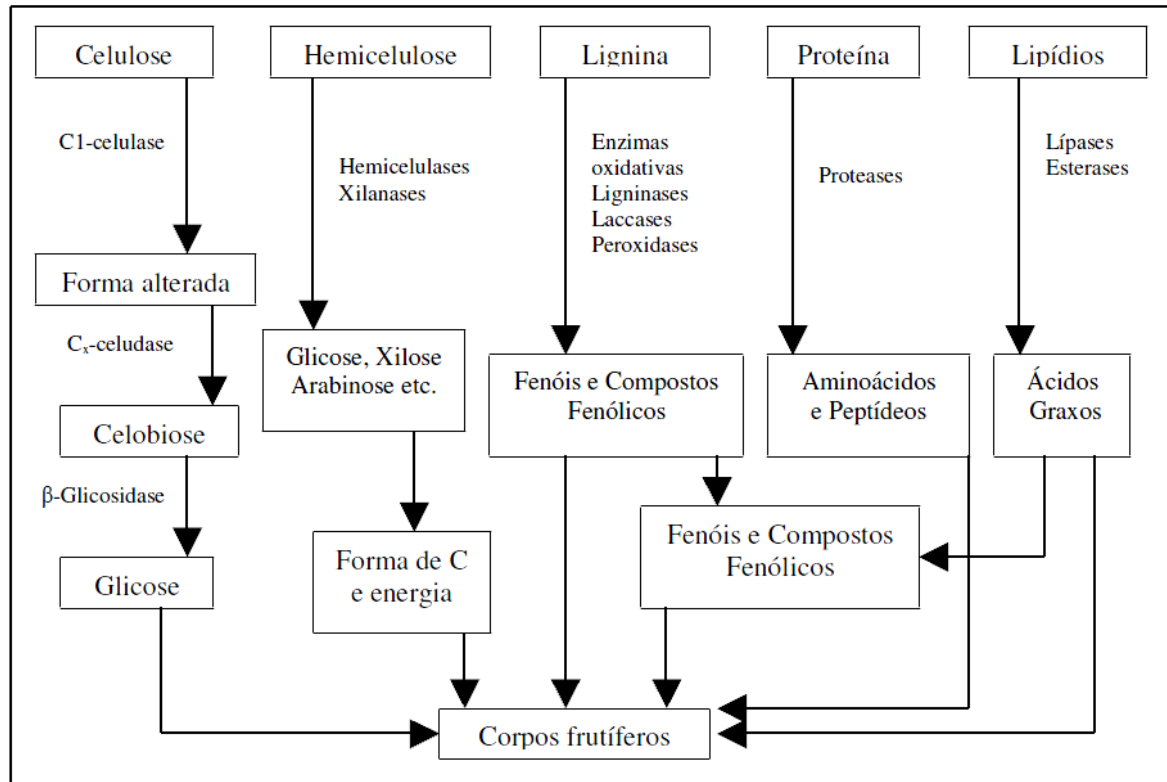 Celulose
Hemicelulose
Lignina
Proteína
Lipídios
C1-celulase
Hemicelulases
Xilanases
Enzimas
oxidativas
Ligninases
Laccases
Peroxidases
Proteases
Lípases
Esterases
Forma alterada
Cₓ-celudase
Glicose, Xilose
Arabinose etc.
Fenóis e Compostos
Fenólicos
Aminoácidos
e Peptídeos
Ácidos
Graxos
Celobiose
β-Glicosidase
Fenóis e Compostos
Fenólicos
Forma de C
e energia
Glicose
Corpos frutíferos